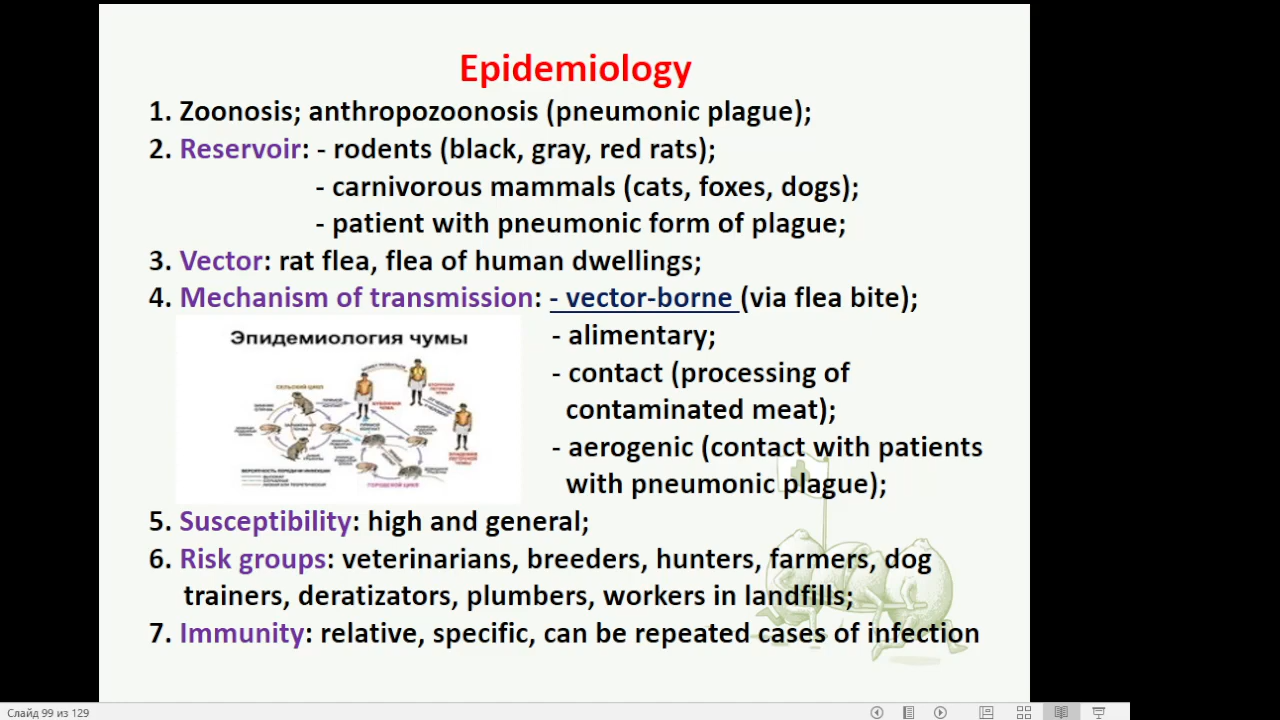 Epidemiology
1. Zoonosis; anthropozoonosis (pneumonic plague);
2. Reservoir: - rodents (black, gray, red rats);
- carnivorous mammals (cats, foxes, dogs);
- patient with pneumonic form of plague;
3. Vector: rat flea, flea of human dwellings;
4. Mechanism of transmission: - vector-borne (via flea bite);
- alimentary;
- contact (processing of
contaminated meat);
- aerogenic (contact with patients
with pneumonic plague);
Эпидемиология чумы
СЕЛЬСКИЙ ЦИКЛ
ГОРОДСКОЙ ЦИКЛ
5. Susceptibility: high and general;
6. Risk groups: veterinarians, breeders, hunters, farmers, dog
trainers, deratizators, plumbers, workers in landfills;
7. Immunity: relative, specific, can be repeated cases of infection
Слайд 99 из 129